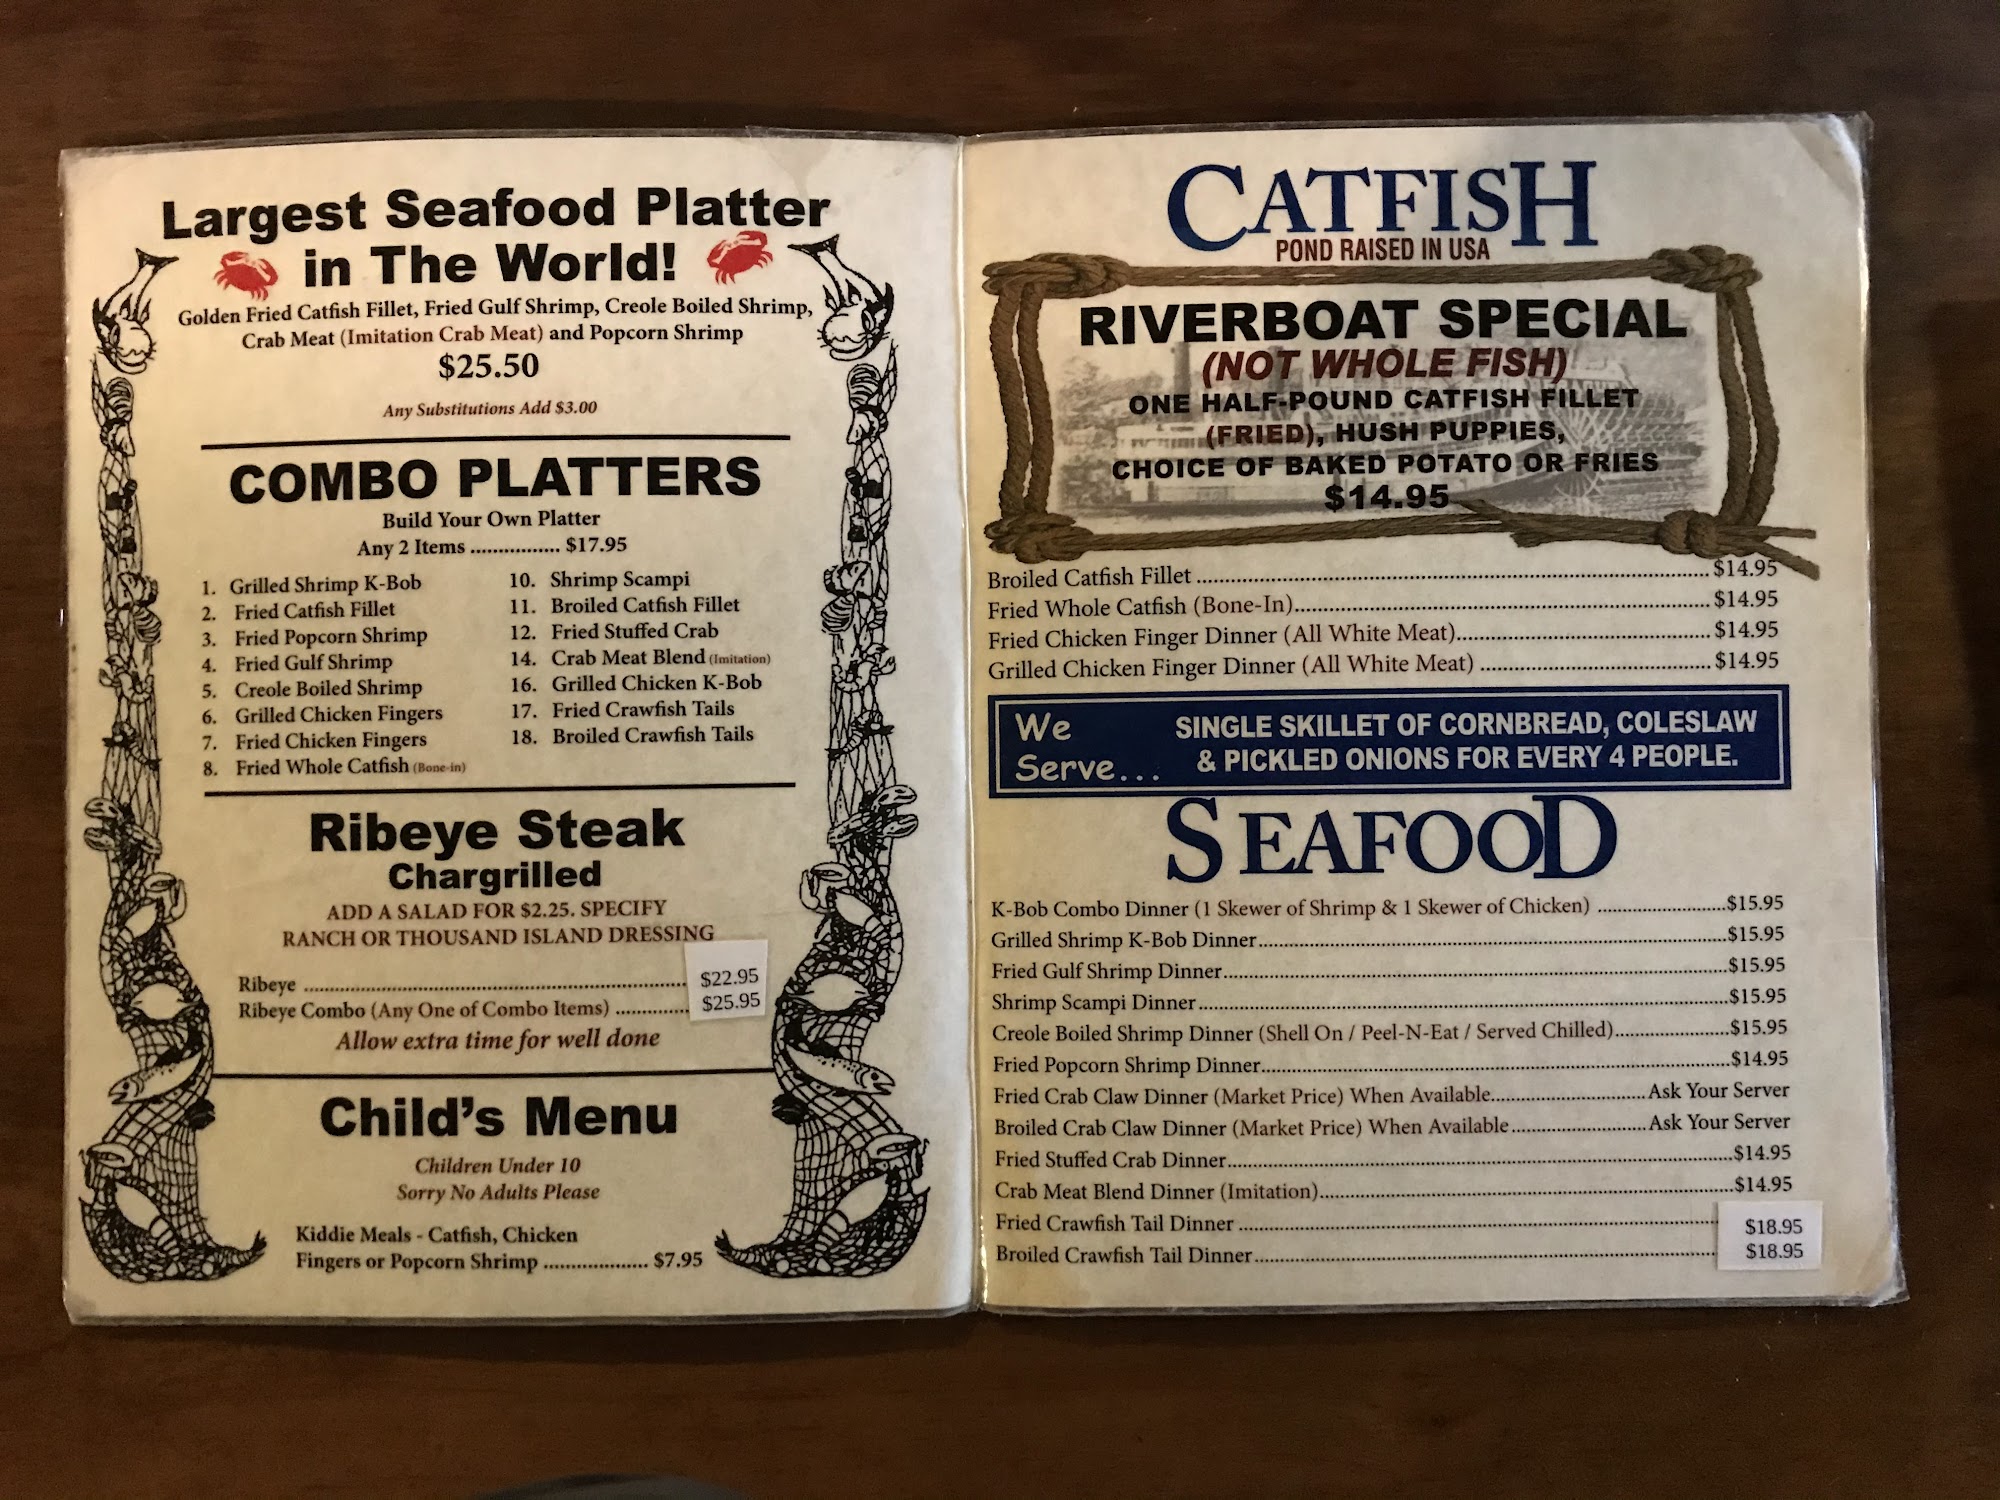 Largest Seafood Platter
in The World!
Golden Fried Catfish Fillet, Fried Gulf Shrimp, Creole Boiled Shrimp,
Crab Meat (Imitation Crab Meat) and Popcorn Shrimp
$25.50
Any Substitutions Add $3.00
COMBO PLATTERS
Build Your Own Platter
Any 2 Items ................ $17.95
1. Grilled Shrimp K-Bob
2. Fried Catfish Fillet
3. Fried Popcorn Shrimp
4. Fried Gulf Shrimp
5. Creole Boiled Shrimp
6. Grilled Chicken Fingers
7. Fried Chicken Fingers
8. Fried Whole Catfish (Bone-in)
10. Shrimp Scampi
11. Broiled Catfish Fillet
12. Fried Stuffed Crab
14. Crab Meat Blend (Imitation)
16. Grilled Chicken K-Bob
17. Fried Crawfish Tails
18. Broiled Crawfish Tails
Ribeye Steak
Chargrilled
ADD A SALAD FOR $2.25. SPECIFY
RANCH OR THOUSAND ISLAND DRESSING
Ribeye ................ $22.95
Ribeye Combo (Any One of Combo Items) ................ $25.95
Allow extra time for well done
Child's Menu
Children Under 10
Sorry No Adults Please
Kiddie Meals - Catfish, Chicken
Fingers or Popcorn Shrimp .................... $7.95
CATFISH
POND RAISED IN USA
RIVERBOAT SPECIAL
(NOT WHOLE FISH)
ONE HALF-POUND CATFISH FILLET
(FRIED), HUSH PUPPIES,
CHOICE OF BAKED POTATO OR FRIES
$14.95
Broiled Catfish Fillet ................ $14.95
Fried Whole Catfish (Bone-In)................ $14.95
Fried Chicken Finger Dinner (All White Meat)................ $14.95
Grilled Chicken Finger Dinner (All White Meat) ................ $14.95
We Serve... SINGLE SKILLET OF CORNBREAD, COLESLAW
& PICKLED ONIONS FOR EVERY 4 PEOPLE.
SEAFOOD
K-Bob Combo Dinner (1 Skewer of Shrimp & 1 Skewer of Chicken) ................$15.95
Grilled Shrimp K-Bob Dinner................$15.95
Fried Gulf Shrimp Dinner................$15.95
Shrimp Scampi Dinner................$15.95
Creole Boiled Shrimp Dinner (Shell On / Peel-N-Eat / Served Chilled)................$15.95
Fried Popcorn Shrimp Dinner................$14.95
Fried Crab Claw Dinner (Market Price) When Available................Ask Your Server
Broiled Crab Claw Dinner (Market Price) When Available................Ask Your Server
Fried Stuffed Crab Dinner................$14.95
Crab Meat Blend Dinner (Imitation)................$14.95
Fried Crawfish Tail Dinner ................ $18.95
Broiled Crawfish Tail Dinner................ $18.95